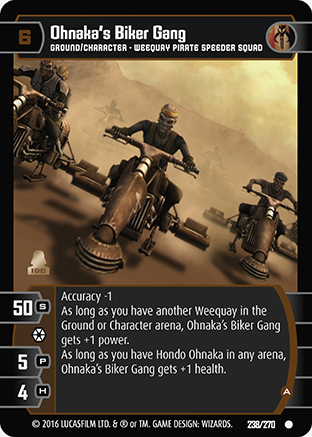 6
Ohnaka's Biker Gang
GROUND/CHARACTER - WEEQUAY PIRATE SPEEDER SQUAD
IDC
50 S
5 P
4 H
Accuracy -1
As long as you have another Weequay in the
Ground or Character arena, Ohnaka's Biker Gang
gets +1 power.
As long as you have Hondo Ohnaka in any arena,
Ohnaka's Biker Gang gets +1 health.
A
© 2016 LUCASFILM LTD. & ® OR TM. GAME DESIGN: WIZARDS. 238/270